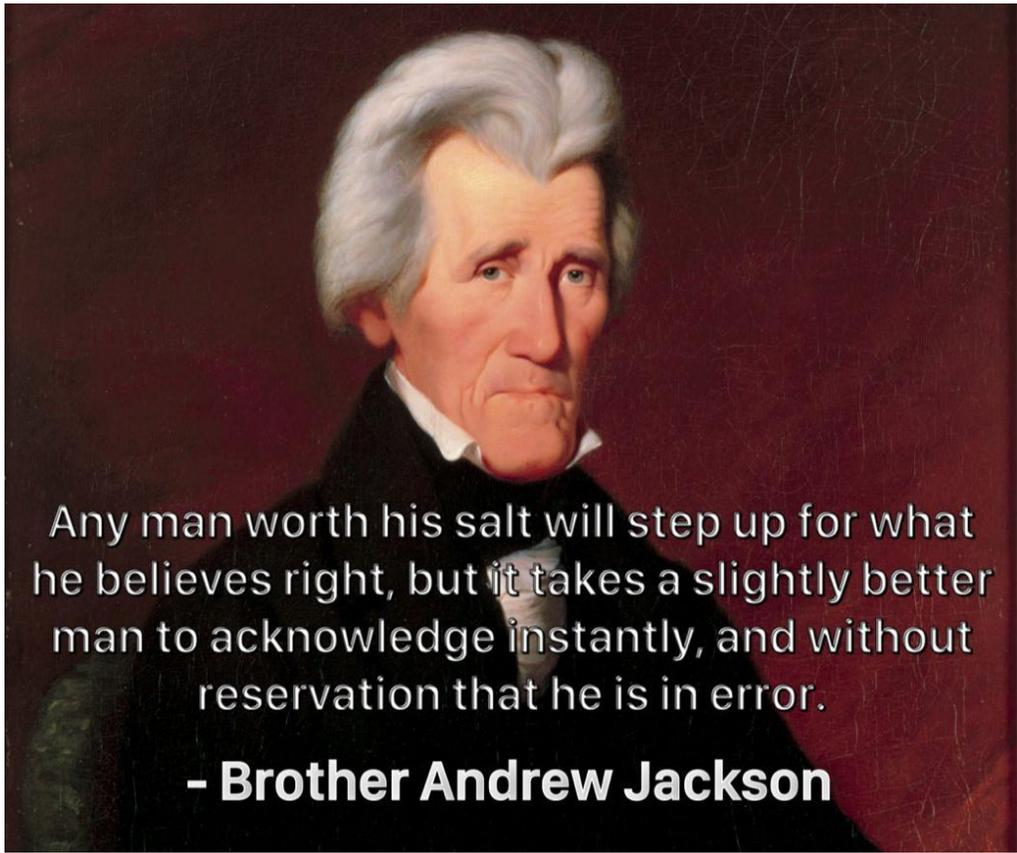 Any man worth his salt will step up for what
he believes right, but it takes a slightly better
man to acknowledge instantly, and without
reservation that he is in error.
- Brother Andrew Jackson